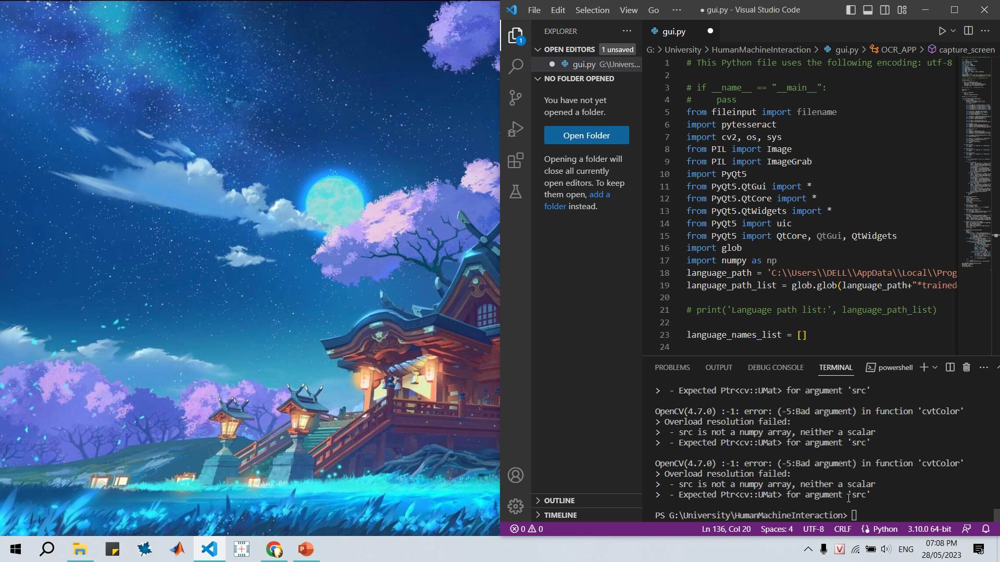 File Edit Selection View Go ··· ● gui.py - Visual Studio Code
EXPLORER ···
OPEN EDITORS 1 unsaved
gui.py G:\Univers...
NO FOLDER OPENED
You have not yet
opened a folder.
Open Folder
Opening a folder will
close all currently
open editors. To keep
them open, add a
folder instead.
OUTLINE
TIMELINE
1
gui.py
G: > University > HumanMachineInteraction > gui.py > OCR_APP > capture_screen
1 # This Python file uses the following encoding: utf-8
2
3 # if __name__ == "__main__":
4 #     pass
5 from fileinput import filename
6 import pytesseract
7 import cv2, os, sys
8 from PIL import Image
9 from PIL import ImageGrab
10 import PyQt5
11 from PyQt5.QtGui import *
12 from PyQt5.QtCore import *
13 from PyQt5.QtWidgets import *
14 from PyQt5 import uic
15 from PyQt5 import QtCore, QtGui, QtWidgets
16 import glob
17 import numpy as np
18 language_path = 'C:\\Users\\DELL\\AppData\\Local\\Prog
19 language_path_list = glob.glob(language_path+"*trained
20
21 # print('Language path list:', language_path_list)
22
23 language_names_list = []
24
PROBLEMS OUTPUT DEBUG CONSOLE TERMINAL powershell
>  - Expected Ptr<cv::UMat> for argument 'src'
OpenCV(4.7.0) :-1: error: (-5:Bad argument) in function 'cvtColor'
> Overload resolution failed:
>  - src is not a numpy array, neither a scalar
>  - Expected Ptr<cv::UMat> for argument 'src'
OpenCV(4.7.0) :-1: error: (-5:Bad argument) in function 'cvtColor'
> Overload resolution failed:
>  - src is not a numpy array, neither a scalar
>  - Expected Ptr<cv::UMat> for argument 'src'
PS G:\University\HumanMachineInteraction>
0 0 Ln 136, Col 20 Spaces: 4 UTF-8 CRLF Python 3.10.0 64-bit
ENG 07:08 PM
28/05/2023